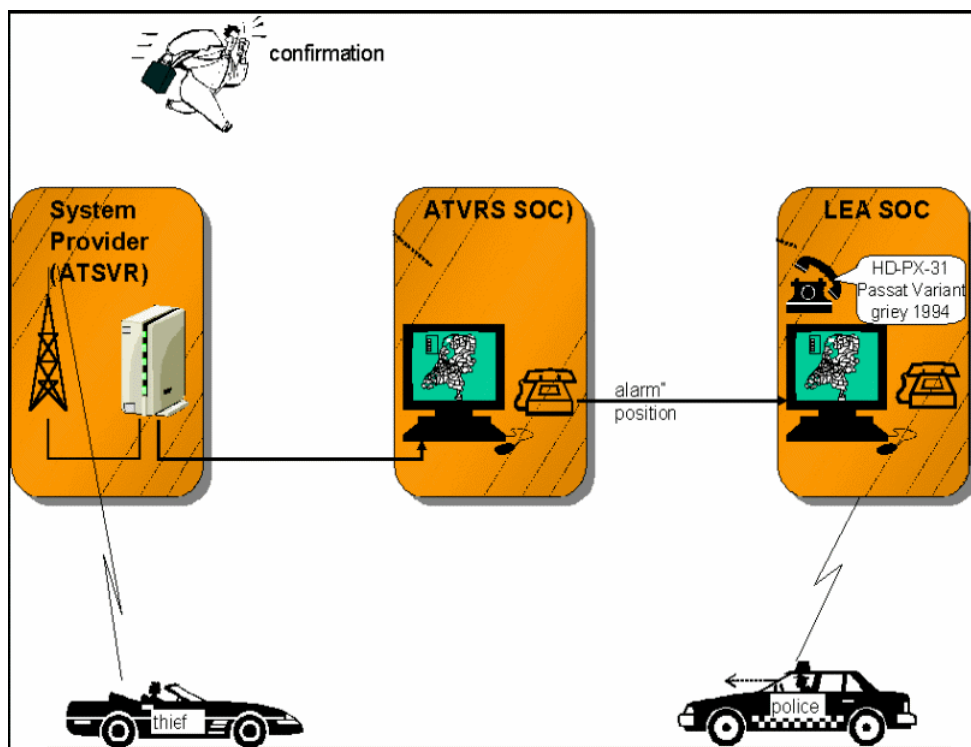 confirmation
System
Provider
(ATSVR)
ATVRS SOC)
LEA SOC
HD-PX-31
Passat Variant
griey 1994
alarm"
position
thief
police